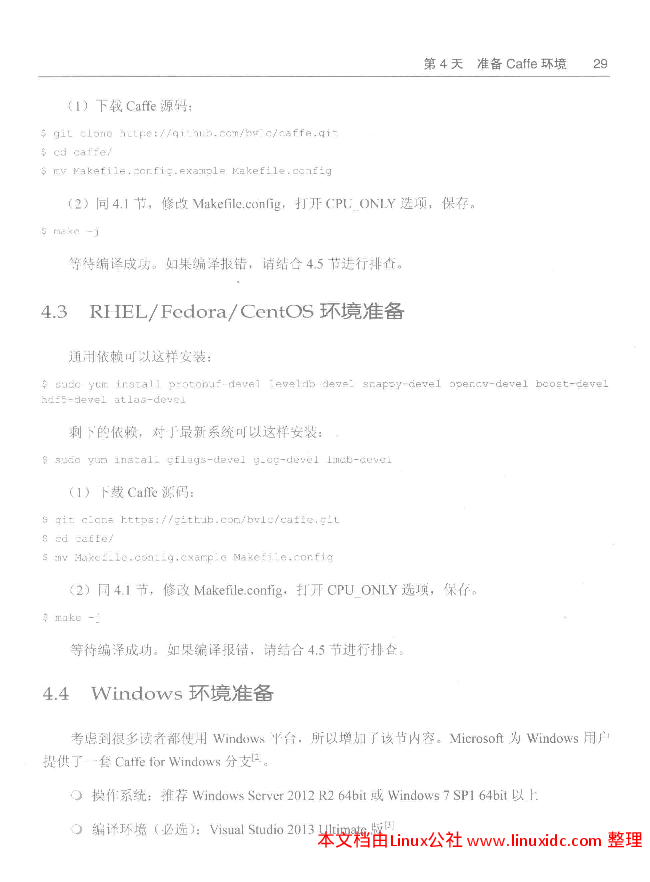 第 4 天 准备 Caffe 环境 29
（1）下载 Caffe 源码：
$ git clone https://github.com/bvlc/caffe.git
$ cd caffe/
$ mv Makefile.config.example Makefile.config
（2）同 4.1 节，修改 Makefile.config，打开 CPU_ONLY 选项，保存。
$ make -j
等待编译成功。如果编译报错，请结合 4.5 节进行排查。
4.3 RHEL/Fedora/CentOS 环境准备
通用依赖可以这样安装：
$ sudo yum install protobuf-devel leveldb-devel snappy-devel opencv-devel boost-devel
hdf5-devel atlas-devel
剩下的依赖，对于最新系统可以这样安装：
$ sudo yum install gflags-devel glog-devel lmdb-devel
（1）下载 Caffe 源码：
$ git clone https://github.com/bvlc/caffe.git
$ cd caffe/
$ mv Makefile.config.example Makefile.config
（2）同 4.1 节，修改 Makefile.config，打开 CPU_ONLY 选项，保存。
$ make -j
等待编译成功。如果编译报错，请结合 4.5 节进行排查。
4.4 Windows 环境准备
考虑到很多读者都使用 Windows 平台，所以增加了该节内容。Microsoft 为 Windows 用户
提供了一套 Caffe for Windows 分支[2]。
❍ 操作系统：推荐 Windows Server 2012 R2 64bit 或 Windows 7 SP1 64bit 以上
❍ 编译环境（必选）：Visual Studio 2013 Ultimate 版[3]
本文档由Linux公社 www.linuxidc.com 整理